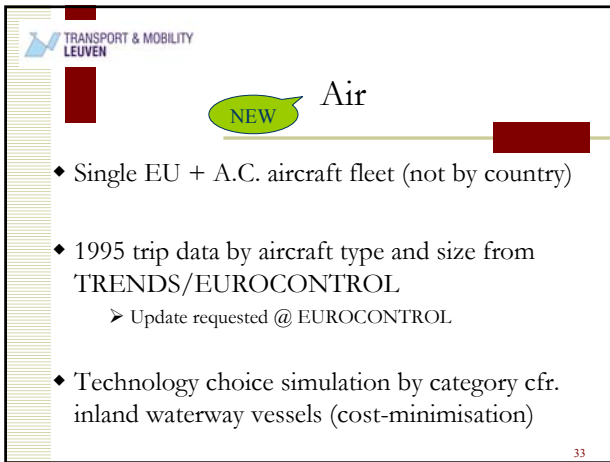 TRANSPORT & MOBILITY
LEUVEN
Air
NEW
◆ Single EU + A.C. aircraft fleet (not by country)
◆ 1995 trip data by aircraft type and size from
TRENDS/EUROCONTROL
➢ Update requested @ EUROCONTROL
◆ Technology choice simulation by category cfr.
inland waterway vessels (cost-minimisation)
33